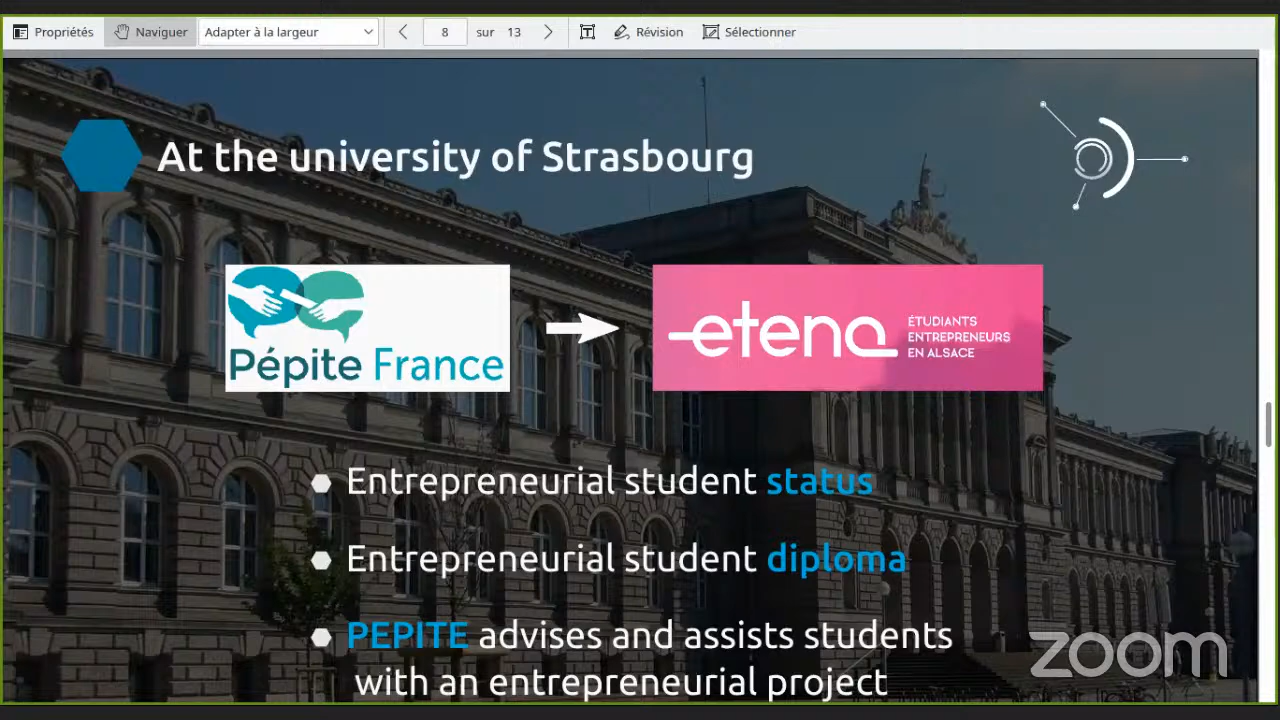 Propriétés Naviguer Adapter à la largeur 8 sur 13 Révision Sélectionner
At the university of Strasbourg
Pépite France
etena
ÉTUDIANTS
ENTREPRENEURS
EN ALSACE
Entrepreneurial student status
Entrepreneurial student diploma
PEPITE advises and assists students
with an entrepreneurial project
zoom